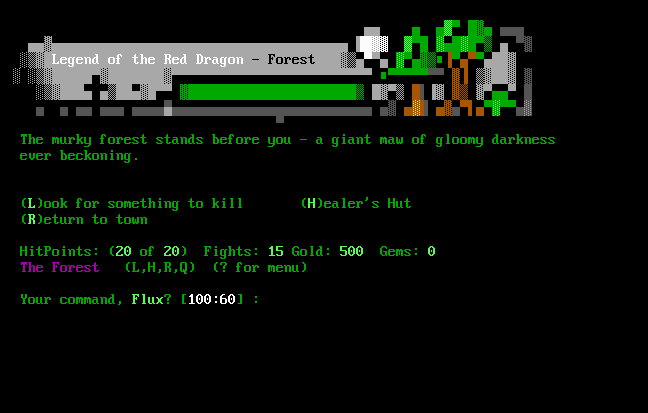 Legend of the Red Dragon - Forest
The murky forest stands before you - a giant maw of gloomy darkness
ever beckoning.
(L)ook for something to kill (H)ealer's Hut
(R)eturn to town
HitPoints: (20 of 20) Fights: 15 Gold: 500 Gems: 0
The Forest (L,H,R,Q) (? for menu)
Your command, Flux? [100:60] :